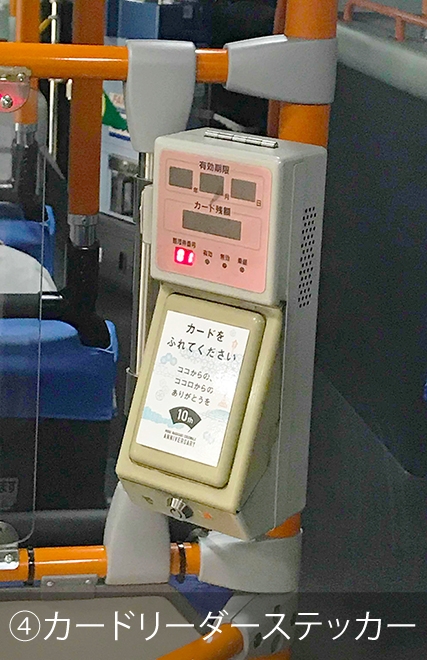 有効期限
年 月 日
カード残額
整理券番号
有効 無効 番組
81
カードを
ふれてください
ココからの、
ココロからの
ありがとうを
10th
ANNIVERSARY
④カードリーダーステッカー